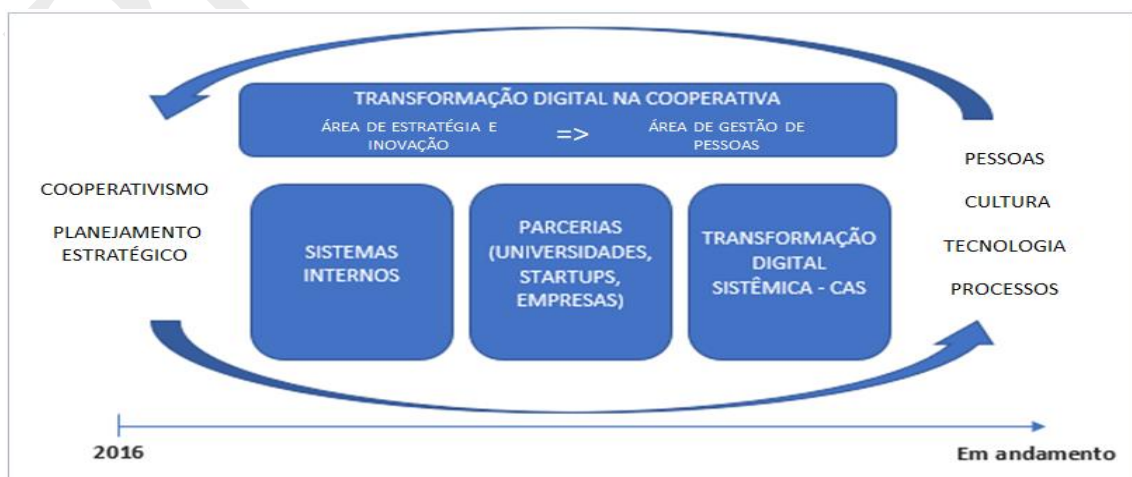 TRANSFORMAÇÃO DIGITAL NA COOPERATIVA
ÁREA DE ESTRATÉGIA E
INOVAÇÃO
=>
ÁREA DE GESTÃO DE
PESSOAS
COOPERATIVISMO
PLANEJAMENTO
ESTRATÉGICO
SISTEMAS
INTERNOS
PARCERIAS
(UNIVERSIDADES,
STARTUPS,
EMPRESAS)
TRANSFORMAÇÃO
DIGITAL
SISTÊMICA - CAS
PESSOAS
CULTURA
TECNOLOGIA
PROCESSOS
2016
Em andamento